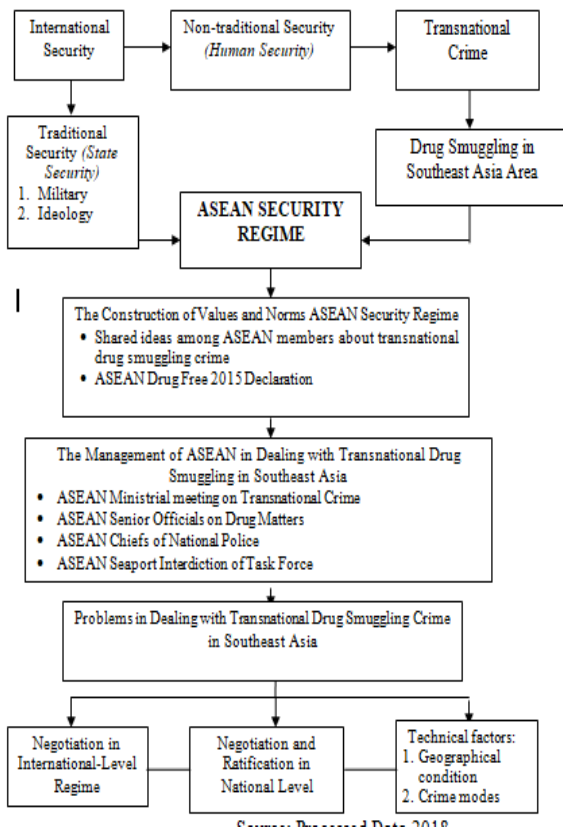 International
Security
Non-traditional Security
(Human Security)
Transnational
Crime
Traditional
Security (State
Security)
1. Military
2. Ideology
Drug Smuggling in
Southeast Asia Area
ASEAN SECURITY
REGIME
The Construction of Values and Norms ASEAN Security Regime
• Shared ideas among ASEAN members about transnational
drug smuggling crime
• ASEAN Drug Free 2015 Declaration
The Management of ASEAN in Dealing with Transnational Drug
Smuggling in Southeast Asia
• ASEAN Ministrial meeting on Transnational Crime
• ASEAN Senior Officials on Drug Matters
• ASEAN Chiefs of National Police
• ASEAN Seaport Interdiction of Task Force
Problems in Dealing with Transnational Drug Smuggling Crime
in Southeast Asia
Negotiation in
International-Level
Regime
Negotiation and
Ratification in
National Level
Technical factors:
1. Geographical
condition
2. Crime modes
Source: Processed Data 2018